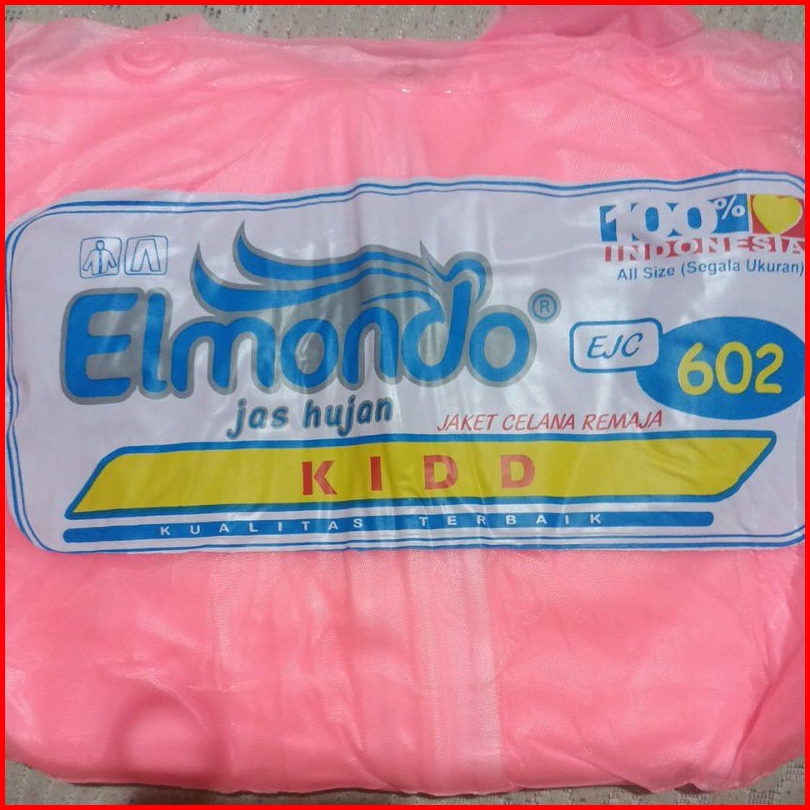 100%
INDONESIA
All Size (Segala Ukuran)
Elmondo®
jas hujan
EJC
602
JAKET CELANA REMAJA
KIDD
KUALITAS TERBAIK